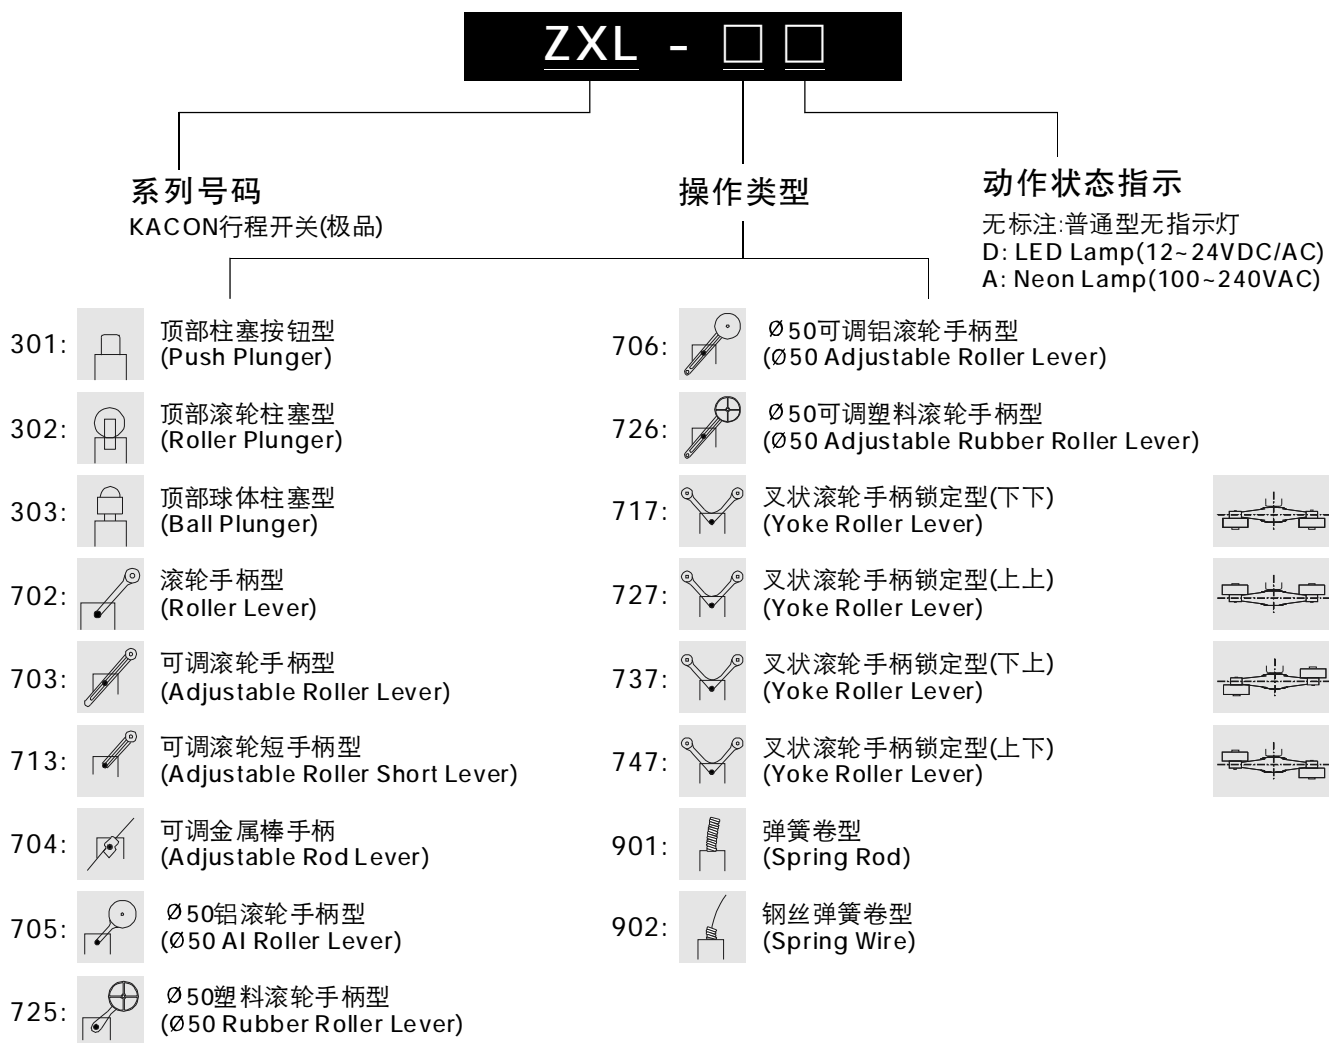 ZXL - □ □
系列号码
KACON行程开关(极品)
操作类型
动作状态指示
无标注:普通型无指示灯
D: LED Lamp(12~24VDC/AC)
A: Neon Lamp(100~240VAC)
301:
顶部柱塞按钮型
(Push Plunger)
302:
顶部滚轮柱塞型
(Roller Plunger)
303:
顶部球体柱塞型
(Ball Plunger)
702:
滚轮手柄型
(Roller Lever)
703:
可调滚轮手柄型
(Adjustable Roller Lever)
713:
可调滚轮短手柄型
(Adjustable Roller Short Lever)
704:
可调金属棒手柄
(Adjustable Rod Lever)
705:
Ø50铝滚轮手柄型
(Ø50 Al Roller Lever)
725:
Ø50塑料滚轮手柄型
(Ø50 Rubber Roller Lever)
706:
Ø50可调铝滚轮手柄型
(Ø50 Adjustable Roller Lever)
726:
Ø50可调塑料滚轮手柄型
(Ø50 Adjustable Rubber Roller Lever)
717:
叉状滚轮手柄锁定型(下下)
(Yoke Roller Lever)
727:
叉状滚轮手柄锁定型(上上)
(Yoke Roller Lever)
737:
叉状滚轮手柄锁定型(下上)
(Yoke Roller Lever)
747:
叉状滚轮手柄锁定型(上下)
(Yoke Roller Lever)
901:
弹簧卷型
(Spring Rod)
902:
钢丝弹簧卷型
(Spring Wire)